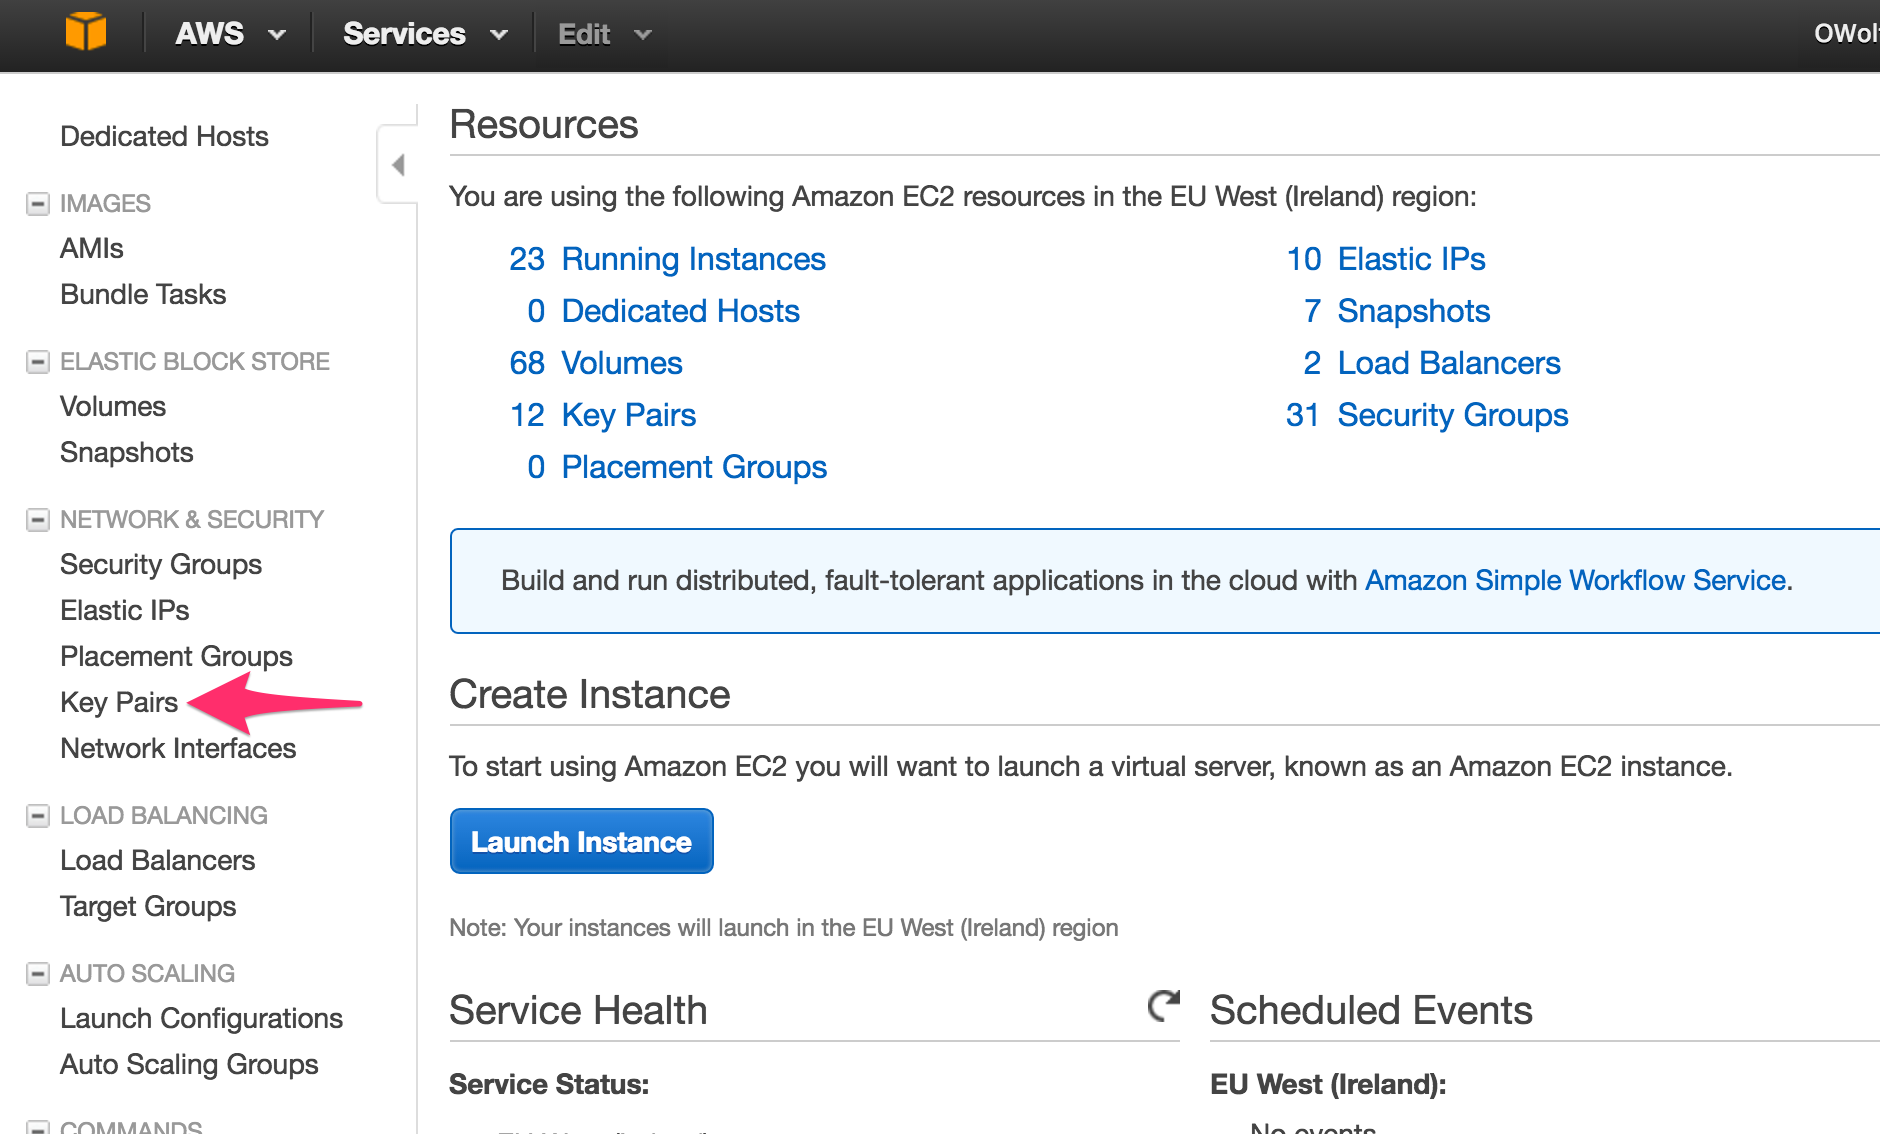 AWS Services Edit
Dedicated Hosts
IMAGES
AMIs
Bundle Tasks
ELASTIC BLOCK STORE
Volumes
Snapshots
NETWORK & SECURITY
Security Groups
Elastic IPs
Placement Groups
Key Pairs
Network Interfaces
LOAD BALANCING
Load Balancers
Target Groups
AUTO SCALING
Launch Configurations
Auto Scaling Groups
COMMANDS
Resources
You are using the following Amazon EC2 resources in the EU West (Ireland) region:
23 Running Instances
0 Dedicated Hosts
68 Volumes
12 Key Pairs
0 Placement Groups
10 Elastic IPs
7 Snapshots
2 Load Balancers
31 Security Groups
Build and run distributed, fault-tolerant applications in the cloud with Amazon Simple Workflow Service.
Create Instance
To start using Amazon EC2 you will want to launch a virtual server, known as an Amazon EC2 instance.
Launch Instance
Note: Your instances will launch in the EU West (Ireland) region
Service Health
Service Status:
Scheduled Events
EU West (Ireland):
No events